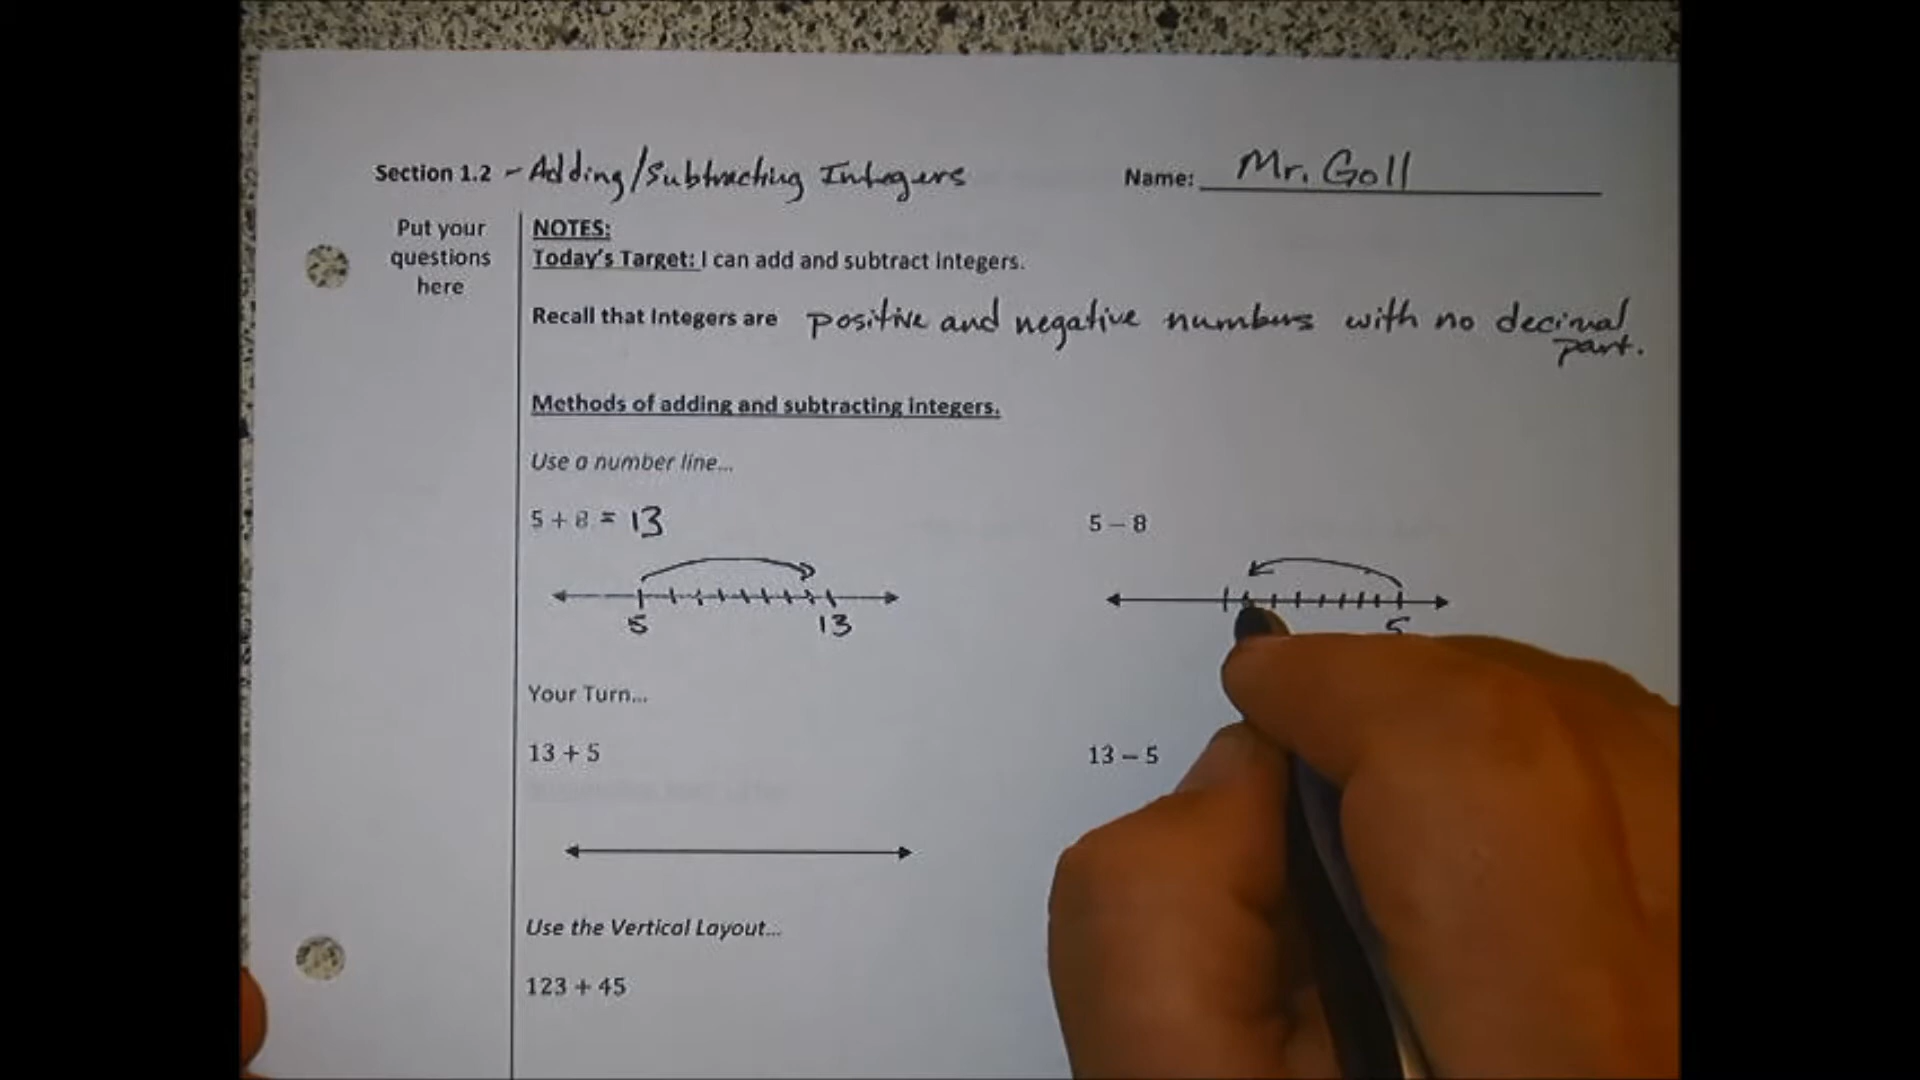 Section 1.2 - Adding/Subtracting Integers Name: Mr. Goll
Put your
questions
here
NOTES:
Today's Target: I can add and subtract Integers.
Recall that Integers are positive and negative numbers with no decimal
part.
Methods of adding and subtracting integers.
Use a number line...
5 + 8 = 13
5 13
5 – 8
5
Your Turn...
13 + 5
13 – 5
Use the Vertical Layout...
123 + 45